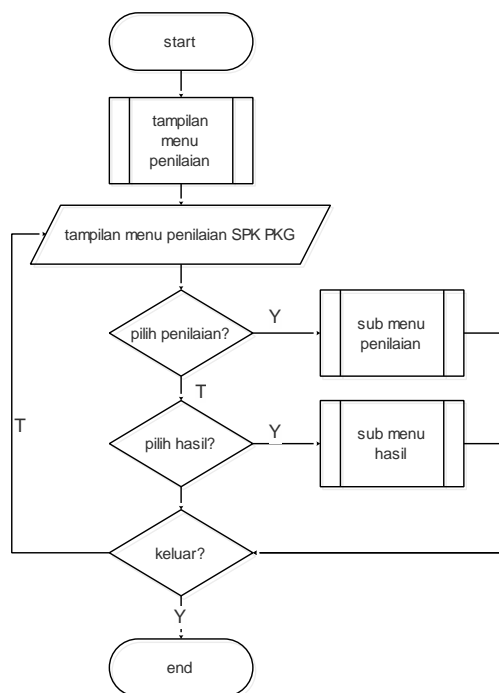 start
tampilan
menu
penilaian
tampilan menu penilaian SPK PKG
pilih penilaian?
Y
sub menu
penilaian
T
pilih hasil?
Y
sub menu
hasil
T
keluar?
Y
end